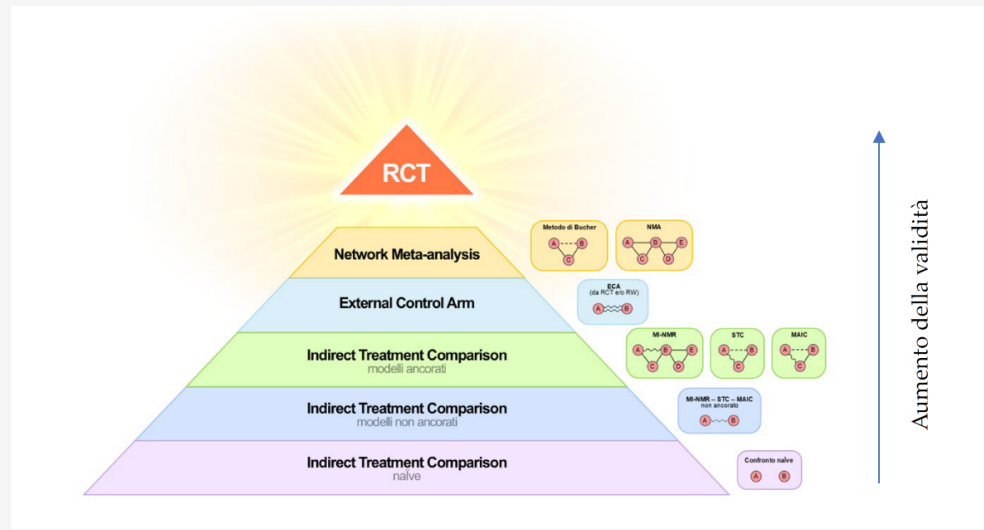 RCT
Network Meta-analysis
Metodo di Bucher
A
B
C
NMA
A
B
E
C
D
External Control Arm
ECA
(da RCT e/o RW)
A
B
Indirect Treatment Comparison
modelli ancorati
MI-NMR
A
B
E
C
D
STC
A
B
C
MAIC
A
B
C
Indirect Treatment Comparison
modelli non ancorati
MI-NMR – STC – MAIC
non ancorato
A
B
Indirect Treatment Comparison
naïve
Confronto naïve
A
B
Aumento della validità